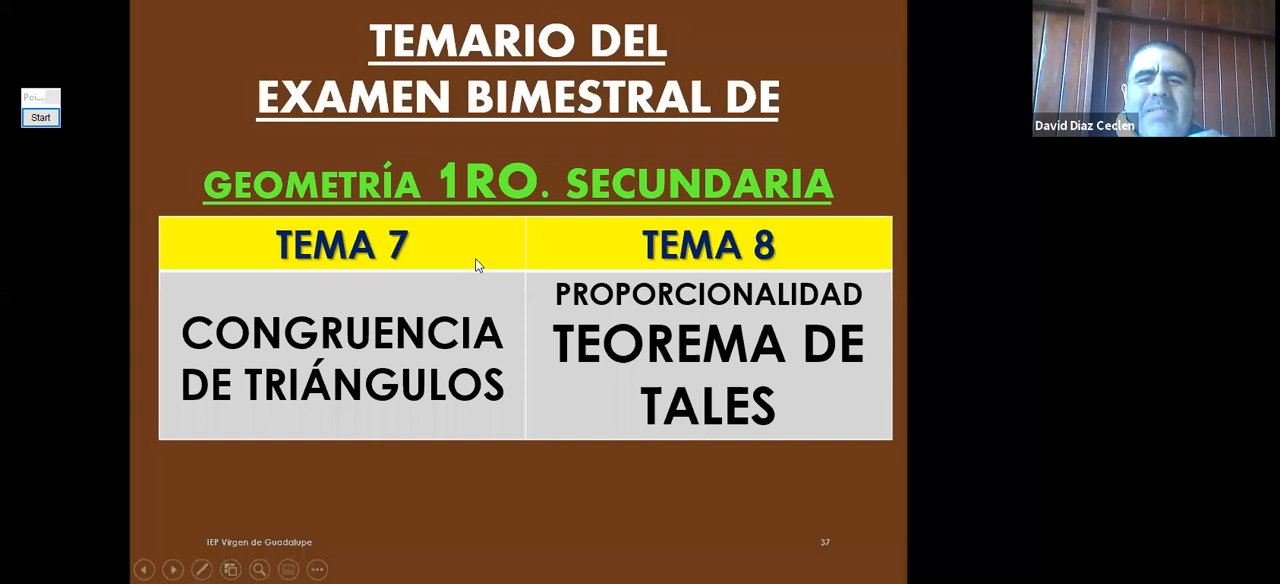 TEMARIO DEL
EXAMEN BIMESTRAL DE
GEOMETRÍA 1RO. SECUNDARIA
TEMA 7
TEMA 8
CONGRUENCIA
DE TRIÁNGULOS
PROPORCIONALIDAD
TEOREMA DE
TALES
IEP Virgen de Guadalupe
37
Poi...
Start
David Diaz Ceclen